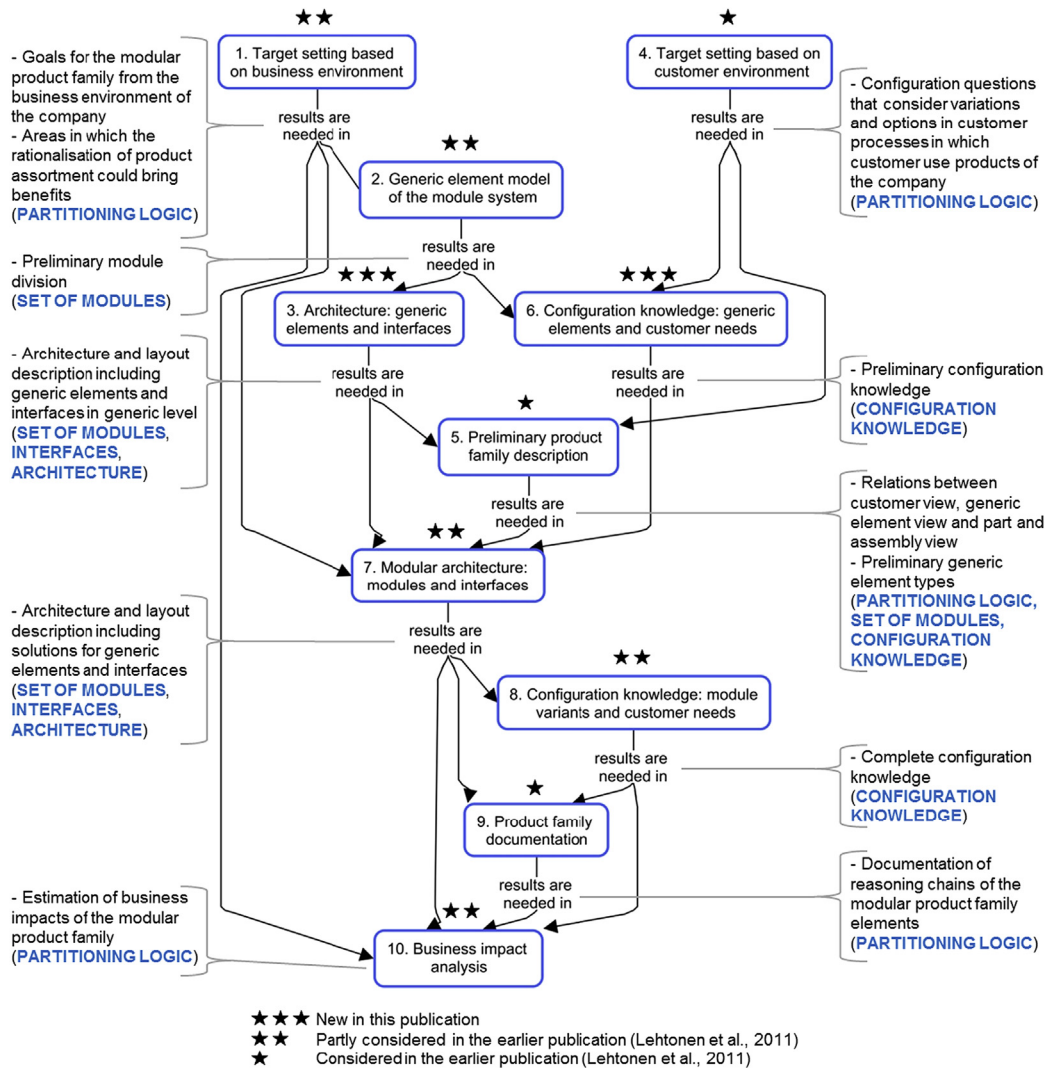 ★★
1. Target setting based
on business environment
★
4. Target setting based on
customer environment
- Goals for the modular
product family from the
business environment of
the company
- Areas in which the
rationalisation of product
assortment could bring
benefits
(PARTITIONING LOGIC)
results are
needed in
results are
needed in
- Configuration questions
that consider variations
and options in customer
processes in which
customer use products of
the company
(PARTITIONING LOGIC)
★★
2. Generic element model
of the module system
results are
needed in
- Preliminary module
division
(SET OF MODULES)
★★★
3. Architecture: generic
elements and interfaces
★★★
6. Configuration knowledge: generic
elements and customer needs
- Architecture and layout
description including
generic elements and
interfaces in generic level
(SET OF MODULES,
INTERFACES,
ARCHITECTURE)
results are
needed in
results are
needed in
- Preliminary configuration
knowledge
(CONFIGURATION
KNOWLEDGE)
★
5. Preliminary product
family description
results are
needed in
- Relations between
customer view, generic
element view and part and
assembly view
- Preliminary generic
element types
(PARTITIONING LOGIC,
SET OF MODULES,
CONFIGURATION
KNOWLEDGE)
★★
7. Modular architecture:
modules and interfaces
- Architecture and layout
description including
solutions for generic
elements and interfaces
(SET OF MODULES,
INTERFACES,
ARCHITECTURE)
results are
needed in
★★
8. Configuration knowledge: module
variants and customer needs
results are
needed in
- Complete configuration
knowledge
(CONFIGURATION
KNOWLEDGE)
★
9. Product family
documentation
results are
needed in
- Documentation of
reasoning chains of the
modular product family
elements
(PARTITIONING LOGIC)
- Estimation of business
impacts of the modular
product family
(PARTITIONING LOGIC)
★★
10. Business impact
analysis
★★★ New in this publication
★★ Partly considered in the earlier publication (Lehtonen et al., 2011)
★ Considered in the earlier publication (Lehtonen et al., 2011)